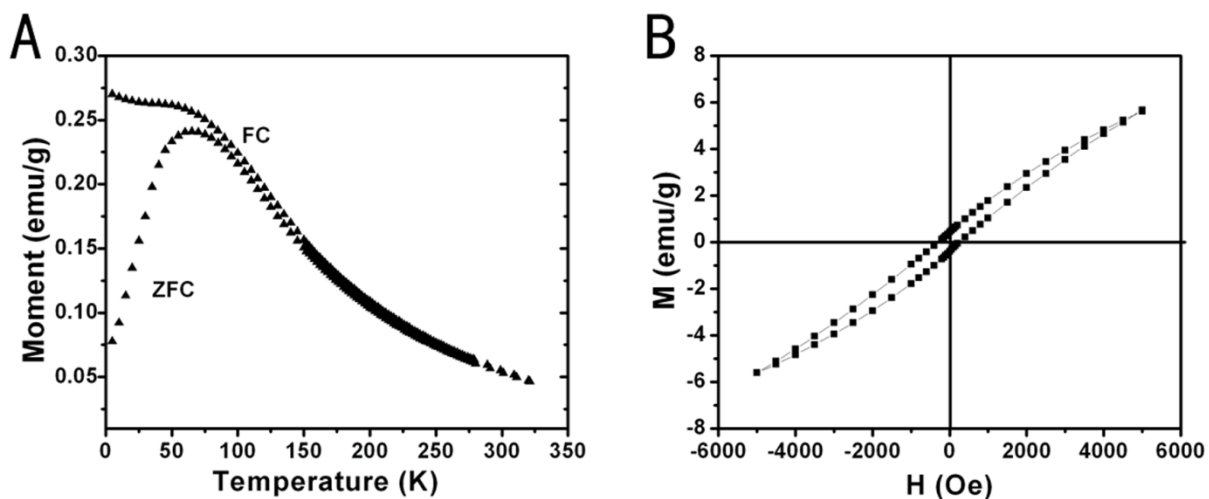 A
0.30
0.25
0.20
0.15
0.10
0.05
Moment (emu/g)
FC
ZFC
0 50 100 150 200 250 300 350
Temperature (K)
B
8
6
4
2
0
-2
-4
-6
-8
M (emu/g)
-6000 -4000 -2000 0 2000 4000 6000
H (Oe)